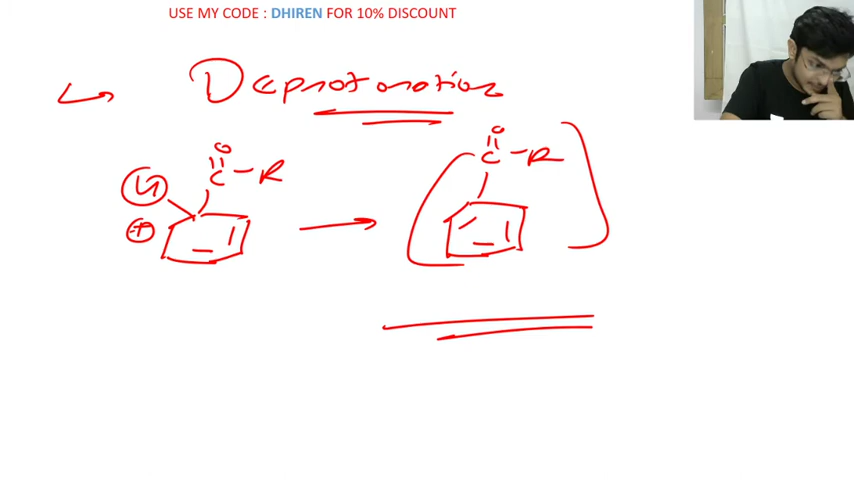 USE MY CODE : DHIREN FOR 10% DISCOUNT
Deprotonation
O
C-R
H
+
O
C-R